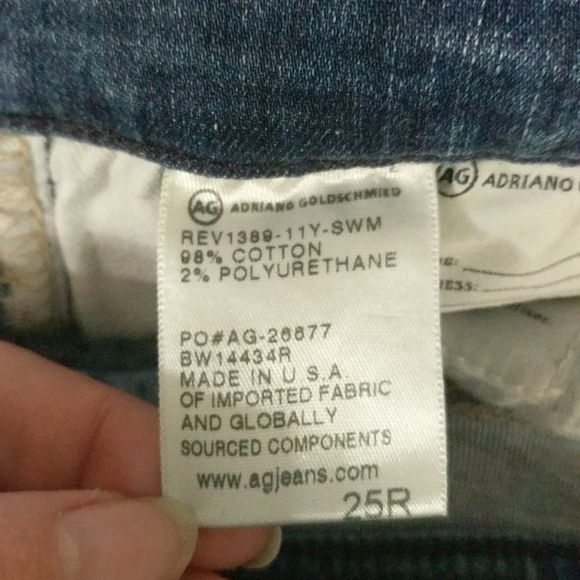 AG ADRIANO GOLDSCHMIED
REV1389-11Y-SWM
98% COTTON
2% POLYURETHANE
PO#AG-26677
BW14434R
MADE IN U.S.A.
OF IMPORTED FABRIC
AND GLOBALLY
SOURCED COMPONENTS
www.agjeans.com
25R
AG ADRIANO